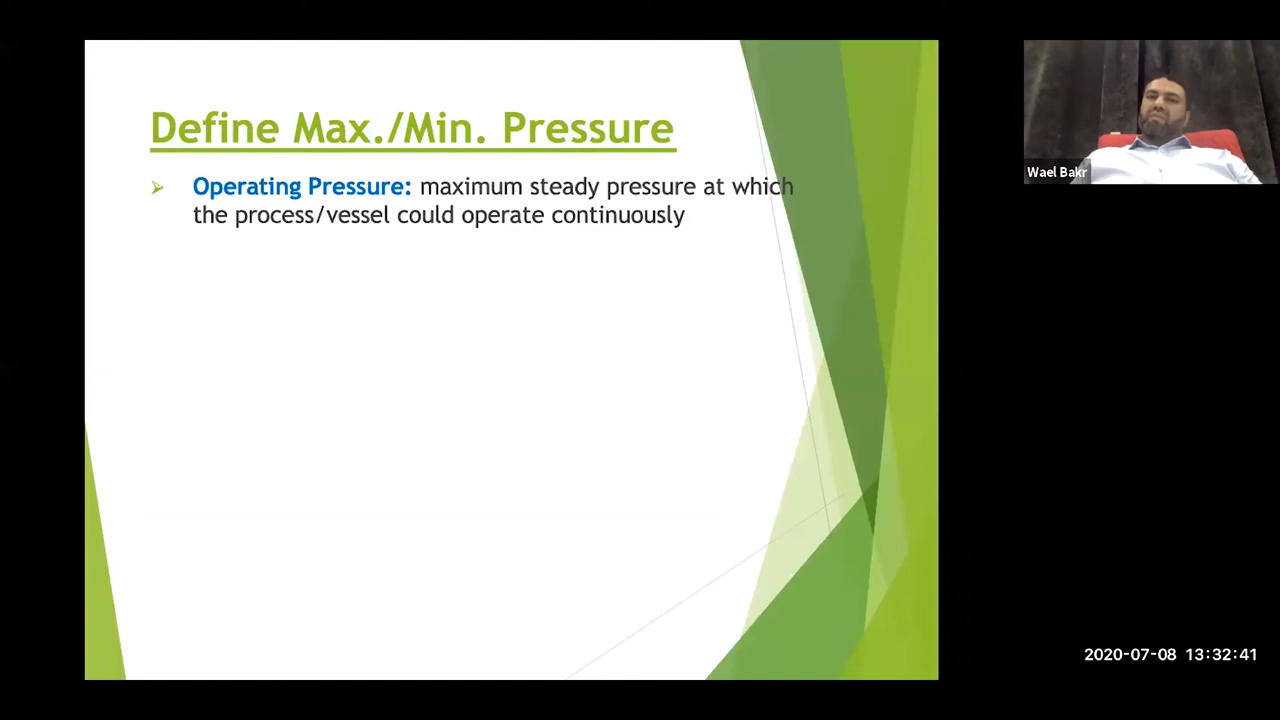 Define Max./Min. Pressure
Operating Pressure: maximum steady pressure at which
the process/vessel could operate continuously
Wael Bakr
2020-07-08 13:32:41